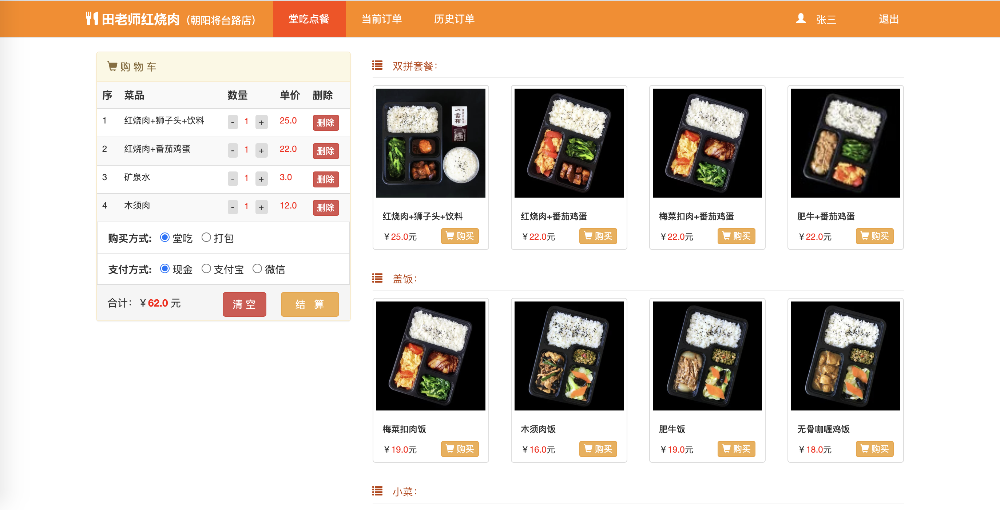 田老师红烧肉（朝阳将台路店） 堂吃点餐 当前订单 历史订单 张三 退出
购 物 车
序 菜品 数量 单价 删除
1 红烧肉+狮子头+饮料 - 1 + 25.0 删除
2 红烧肉+番茄鸡蛋 - 1 + 22.0 删除
3 矿泉水 - 1 + 3.0 删除
4 木须肉 - 1 + 12.0 删除
购买方式: 堂吃 打包
支付方式: 现金 支付宝 微信
合计：￥62.0 元 清 空 结 算
双拼套餐：
一番榨
红烧肉+狮子头+饮料 红烧肉+番茄鸡蛋 梅菜扣肉+番茄鸡蛋 肥牛+番茄鸡蛋
￥25.0元 购买 ￥22.0元 购买 ￥22.0元 购买 ￥22.0元 购买
盖饭：
梅菜扣肉饭 木须肉饭 肥牛饭 无骨咖喱鸡饭
￥19.0元 购买 ￥16.0元 购买 ￥19.0元 购买 ￥18.0元 购买
小菜：